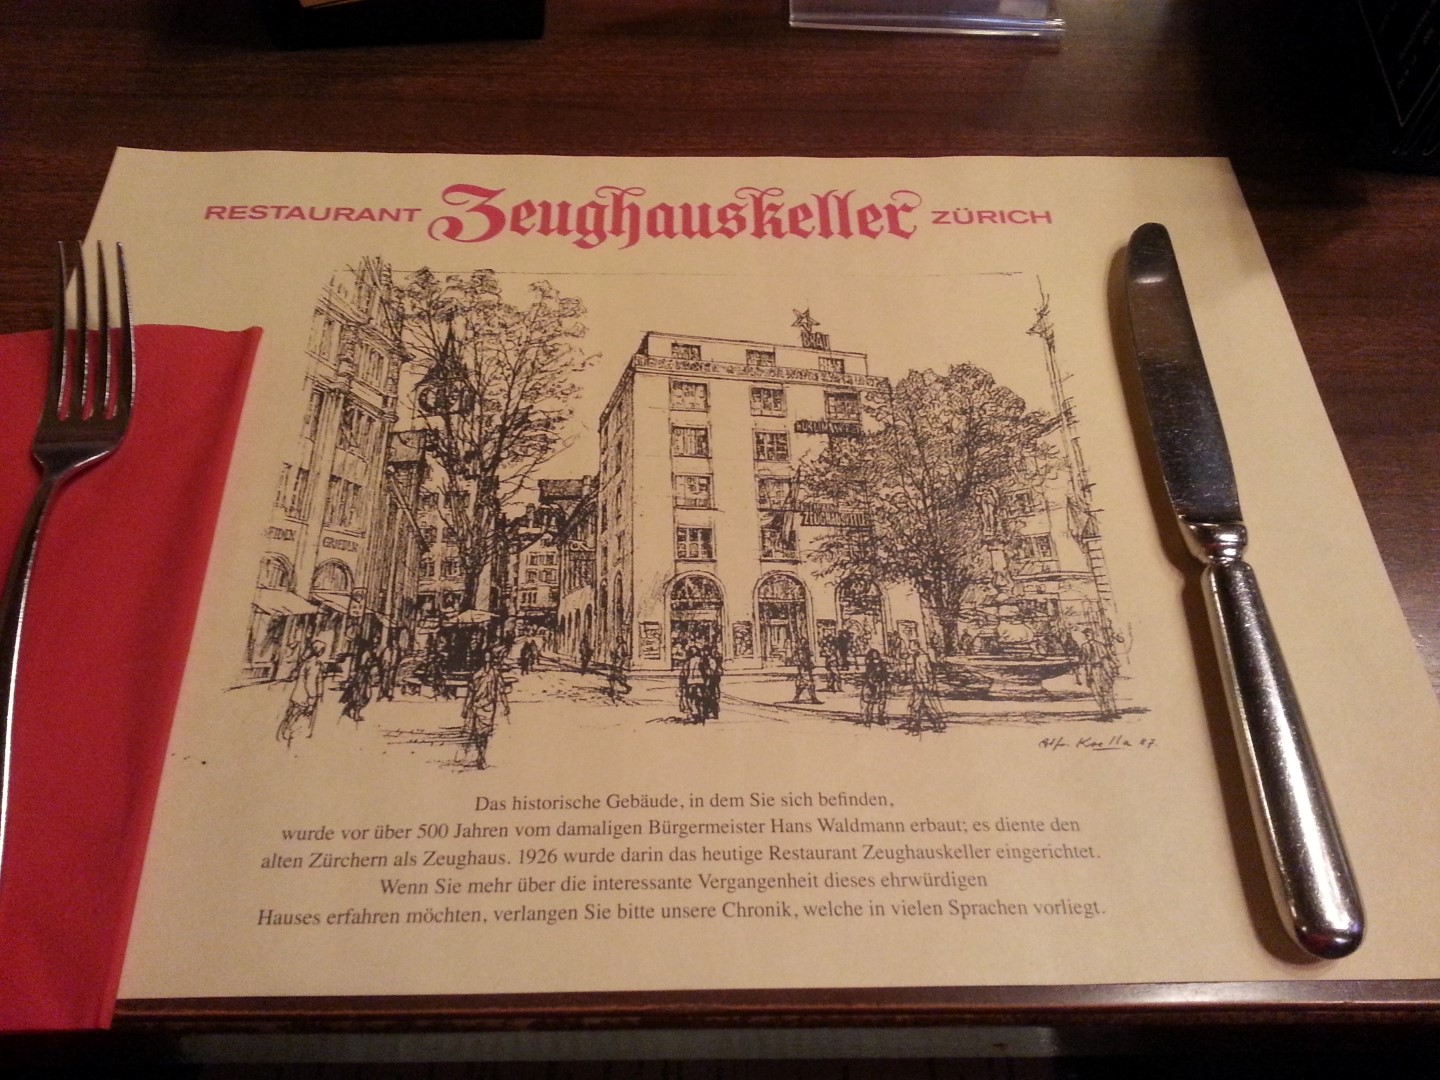 RESTAURANT Zeughauskeller ZÜRICH
BRÄU
GRIEDER
Das historische Gebäude, in dem Sie sich befinden,
wurde vor über 500 Jahren vom damaligen Bürgermeister Hans Waldmann erbaut; es diente den
alten Zürchern als Zeughaus. 1926 wurde darin das heutige Restaurant Zeughauskeller eingerichtet.
Wenn Sie mehr über die interessante Vergangenheit dieses ehrwürdigen
Hauses erfahren möchten, verlangen Sie bitte unsere Chronik, welche in vielen Sprachen vorliegt.